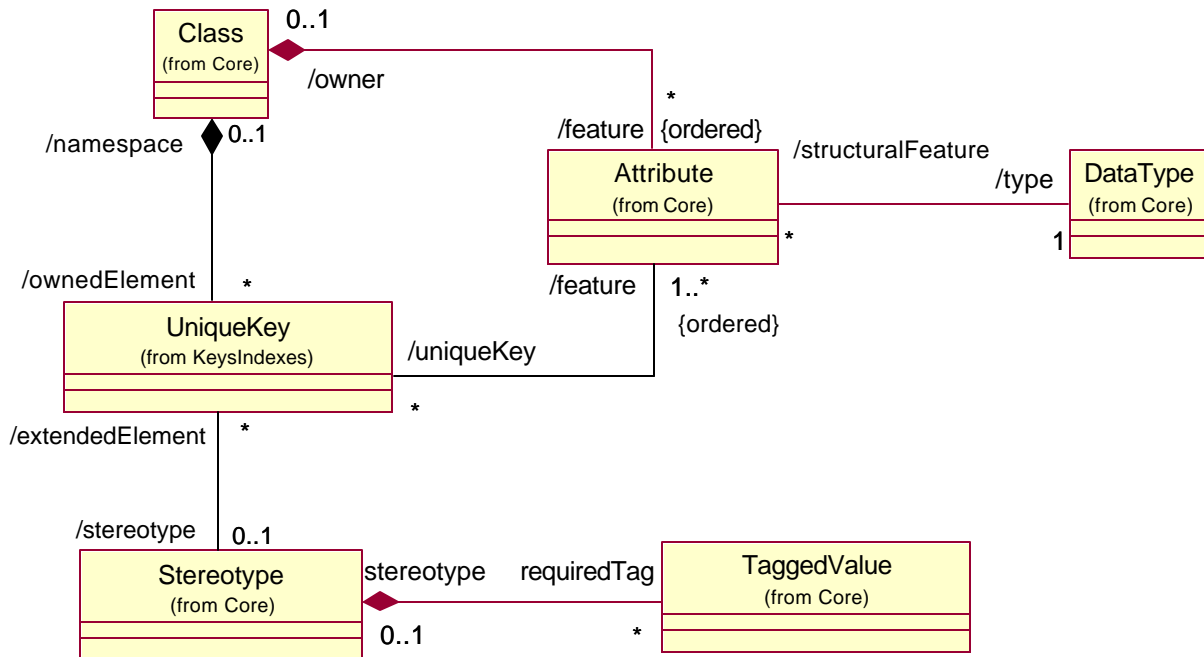 Class
(from Core)
0..1
/owner
*
/feature
{ordered}
/namespace
0..1
/structuralFeature
Attribute
(from Core)
/type
DataType
(from Core)
*
1
/ownedElement
*
/feature
1..*
{ordered}
UniqueKey
(from KeysIndexes)
/uniqueKey
*
/extendedElement
*
/stereotype
0..1
Stereotype
(from Core)
stereotype
requiredTag
TaggedValue
(from Core)
0..1
*